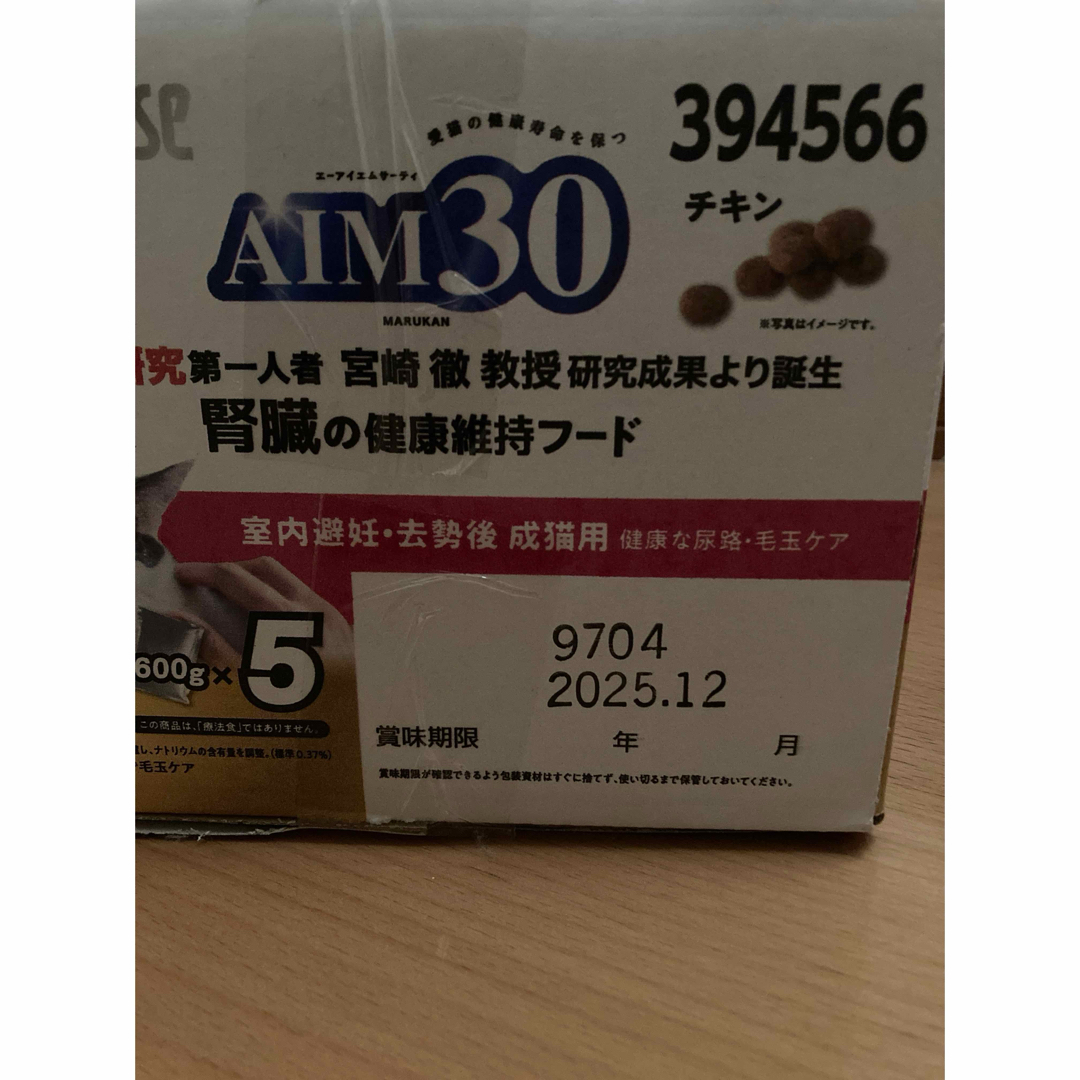 se
愛猫の健康寿命を保つ
エーアイエムサーティ
AIM30
MARUKAN
394566
チキン
※写真はイメージです。
研究第一人者 宮崎 徹 教授 研究成果より誕生
腎臓の健康維持フード
室内避妊・去勢後 成猫用 健康な尿路・毛玉ケア
600g×5
この商品は、「療法食」ではありません。
し、ナトリウムの含有量を調整。(標準0.37%)
毛玉ケア
9704
2025.12
賞味期限 年 月
賞味期限が確認できるよう包装資材はすぐに捨てず、使い切るまで保管しておいてください。